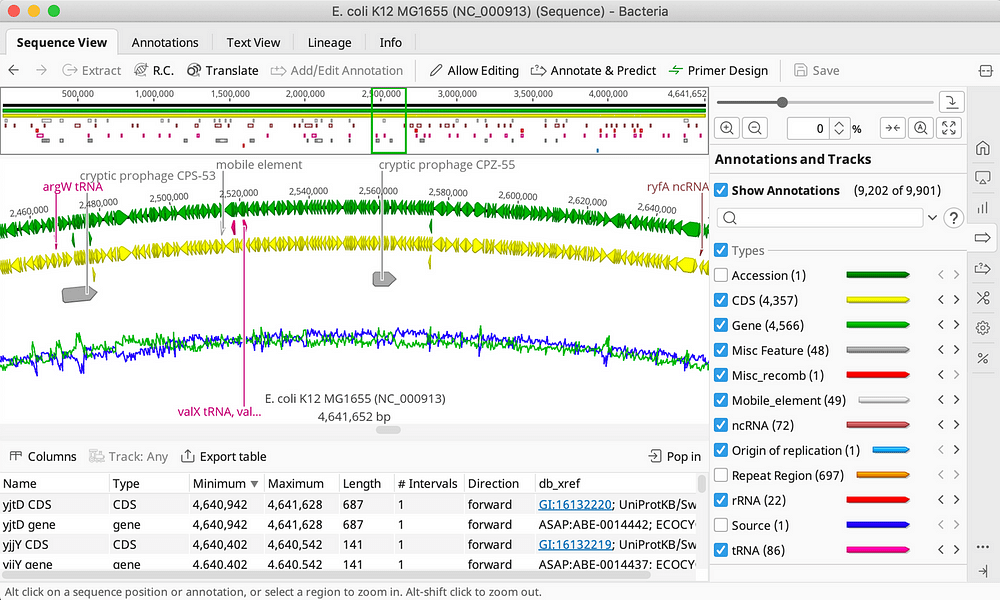 E. coli K12 MG1655 (NC_000913) (Sequence) - Bacteria
Sequence View Annotations Text View Lineage Info
Extract R.C. Translate Add/Edit Annotation Allow Editing Annotate & Predict Primer Design Save
500,000 1,000,000 1,500,000 2,000,000 2,500,000 3,000,000 3,500,000 4,000,000 4,641,652
0 %
Annotations and Tracks
Show Annotations (9,202 of 9,901)
?
Types
Accession (1)
CDS (4,357)
Gene (4,566)
Misc Feature (48)
Misc_recomb (1)
Mobile_element (49)
ncRNA (72)
Origin of replication (1)
Repeat Region (697)
rRNA (22)
Source (1)
tRNA (86)
mobile element cryptic prophage CPZ-55
cryptic prophage CPS-53
argW tRNA ryfA ncRNA
2,460,000 2,480,000 2,500,000 2,520,000 2,540,000 2,560,000 2,580,000 2,600,000 2,620,000 2,640,000
valX tRNA, val...
E. coli K12 MG1655 (NC_000913)
4,641,652 bp
Columns Track: Any Export table Pop in
Name Type Minimum Maximum Length # Intervals Direction db_xref
yjtD CDS CDS 4,640,942 4,641,628 687 1 forward GI:16132220; UniProtKB/Sw
yjtD gene gene 4,640,942 4,641,628 687 1 forward ASAP:ABE-0014442; ECOCY
yjjY CDS CDS 4,640,402 4,640,542 141 1 forward GI:16132219; UniProtKB/Sw
yjjY gene gene 4,640,402 4,640,542 141 1 forward ASAP:ABE-0014437; ECOCY
Alt click on a sequence position or annotation, or select a region to zoom in. Alt-shift click to zoom out.